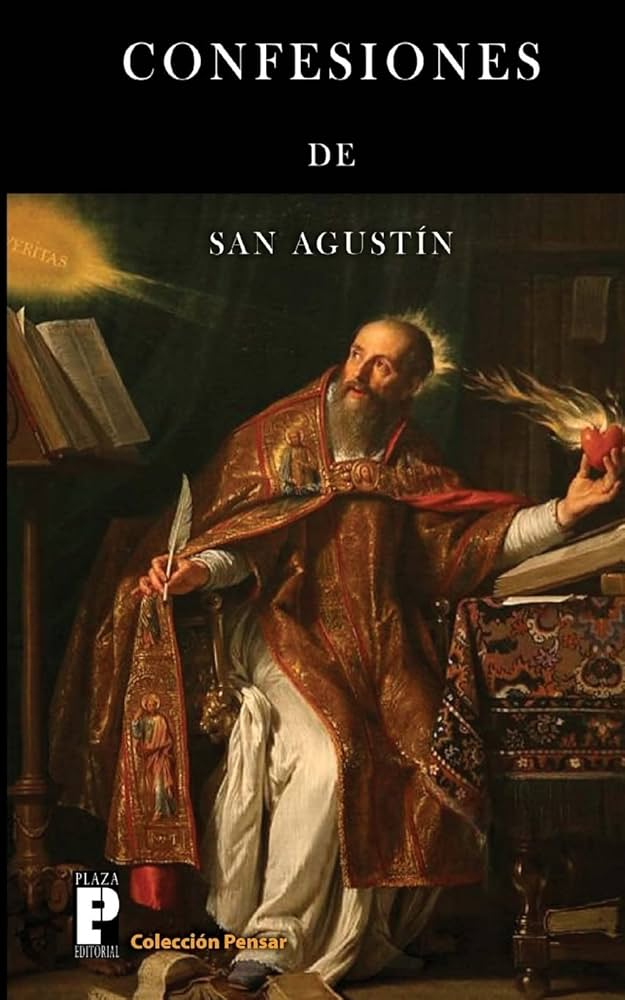 CONFESIONES
DE
SAN AGUSTÍN
VERITAS
PLAZA
P
EDITORIAL
Colección Pensar